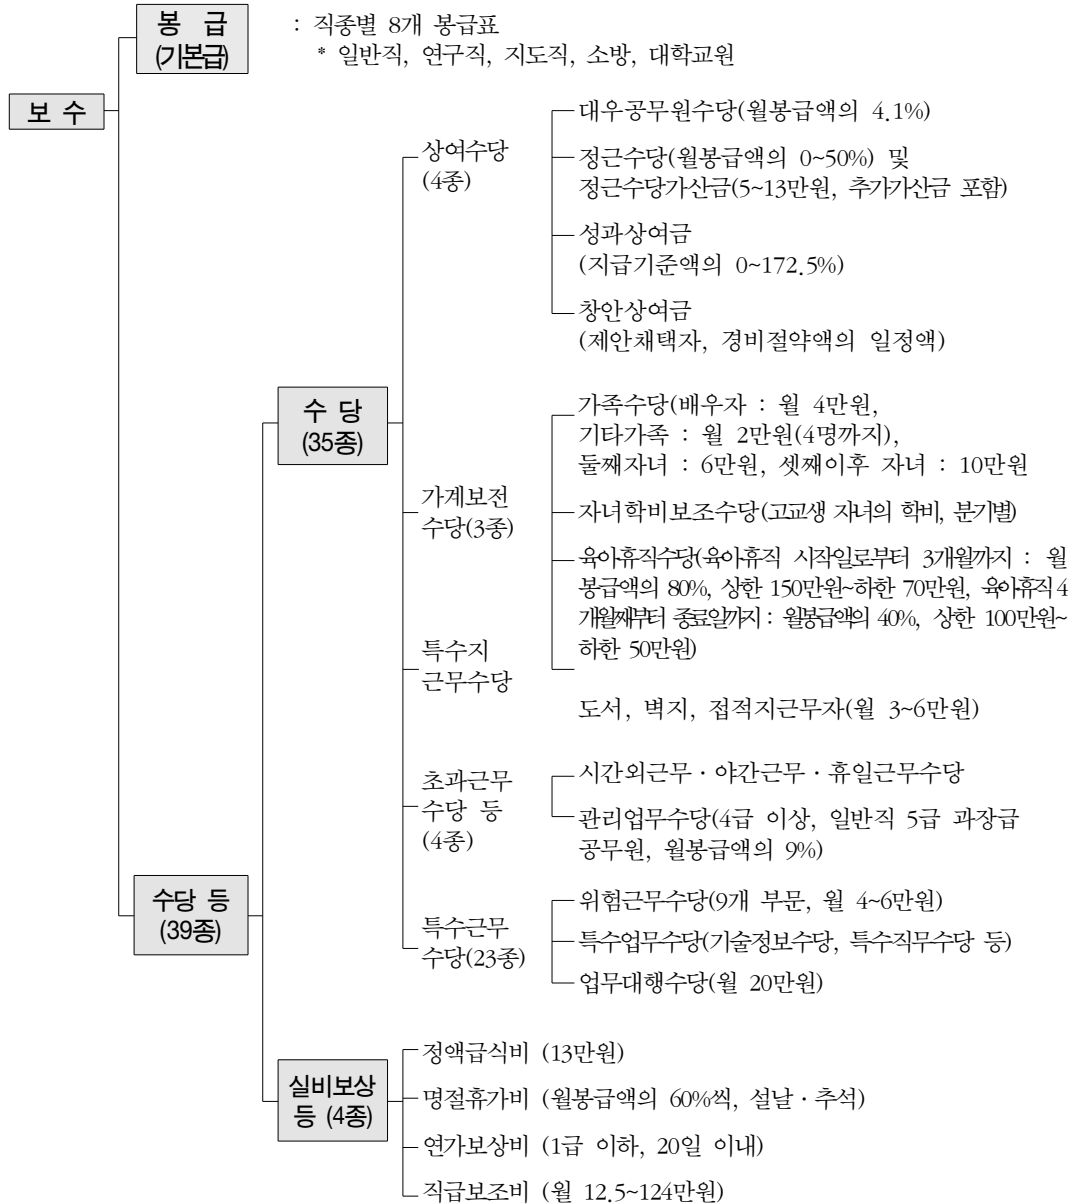 봉 급
(기본급)
: 직종별 8개 봉급표
* 일반직, 연구직, 지도직, 소방, 대학교원
보 수
상여수당
(4종)
대우공무원수당(월봉급액의 4.1%)
정근수당(월봉급액의 0~50%) 및
정근수당가산금(5~13만원, 추가가산금 포함)
성과상여금
(지급기준액의 0~172.5%)
창안상여금
(제안채택자, 경비절약액의 일정액)
수 당
(35종)
가계보전
수당(3종)
가족수당(배우자 : 월 4만원,
기타가족 : 월 2만원(4명까지),
둘째자녀 : 6만원, 셋째이후 자녀 : 10만원
자녀학비보조수당(고교생 자녀의 학비, 분기별)
육아휴직수당(육아휴직 시작일로부터 3개월까지 : 월
봉급액의 80%, 상한 150만원~하한 70만원, 육아휴직 4
개월째부터 종료일까지 : 월봉급액의 40%, 상한 100만원~
하한 50만원)
특수지
근무수당
도서, 벽지, 접적지근무자(월 3~6만원)
초과근무
수당 등
(4종)
시간외근무 · 야간근무 · 휴일근무수당
관리업무수당(4급 이상, 일반직 5급 과장급
공무원, 월봉급액의 9%)
수당 등
(39종)
특수근무
수당(23종)
위험근무수당(9개 부문, 월 4~6만원)
특수업무수당(기술정보수당, 특수직무수당 등)
업무대행수당(월 20만원)
실비보상
등 (4종)
정액급식비 (13만원)
명절휴가비 (월봉급액의 60%씩, 설날 · 추석)
연가보상비 (1급 이하, 20일 이내)
직급보조비 (월 12.5~124만원)